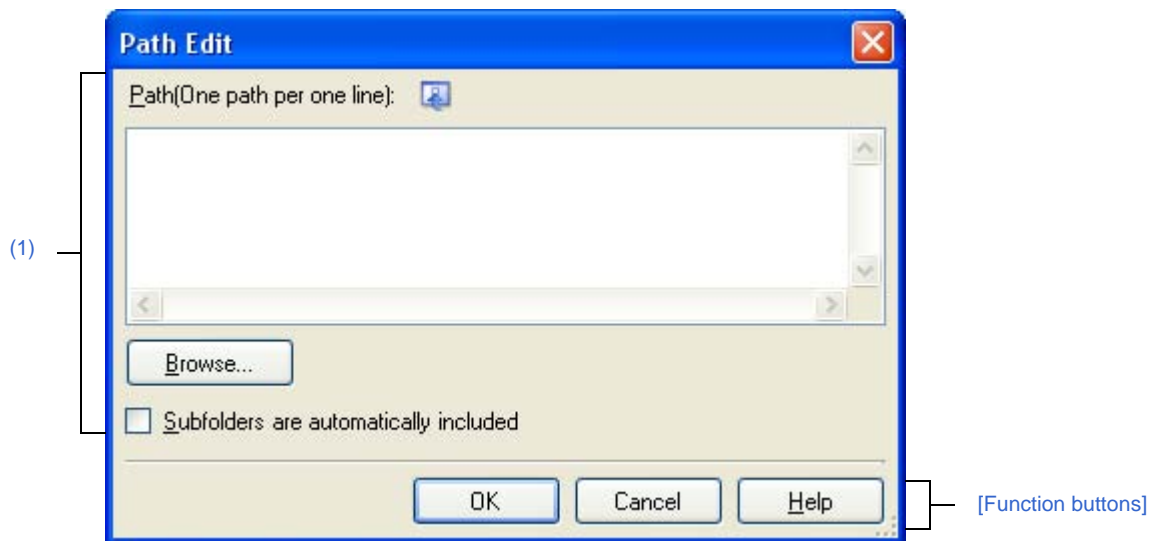 Path Edit
Path(One path per one line):
(1)
Browse...
Subfolders are automatically included
OK Cancel Help
[Function buttons]